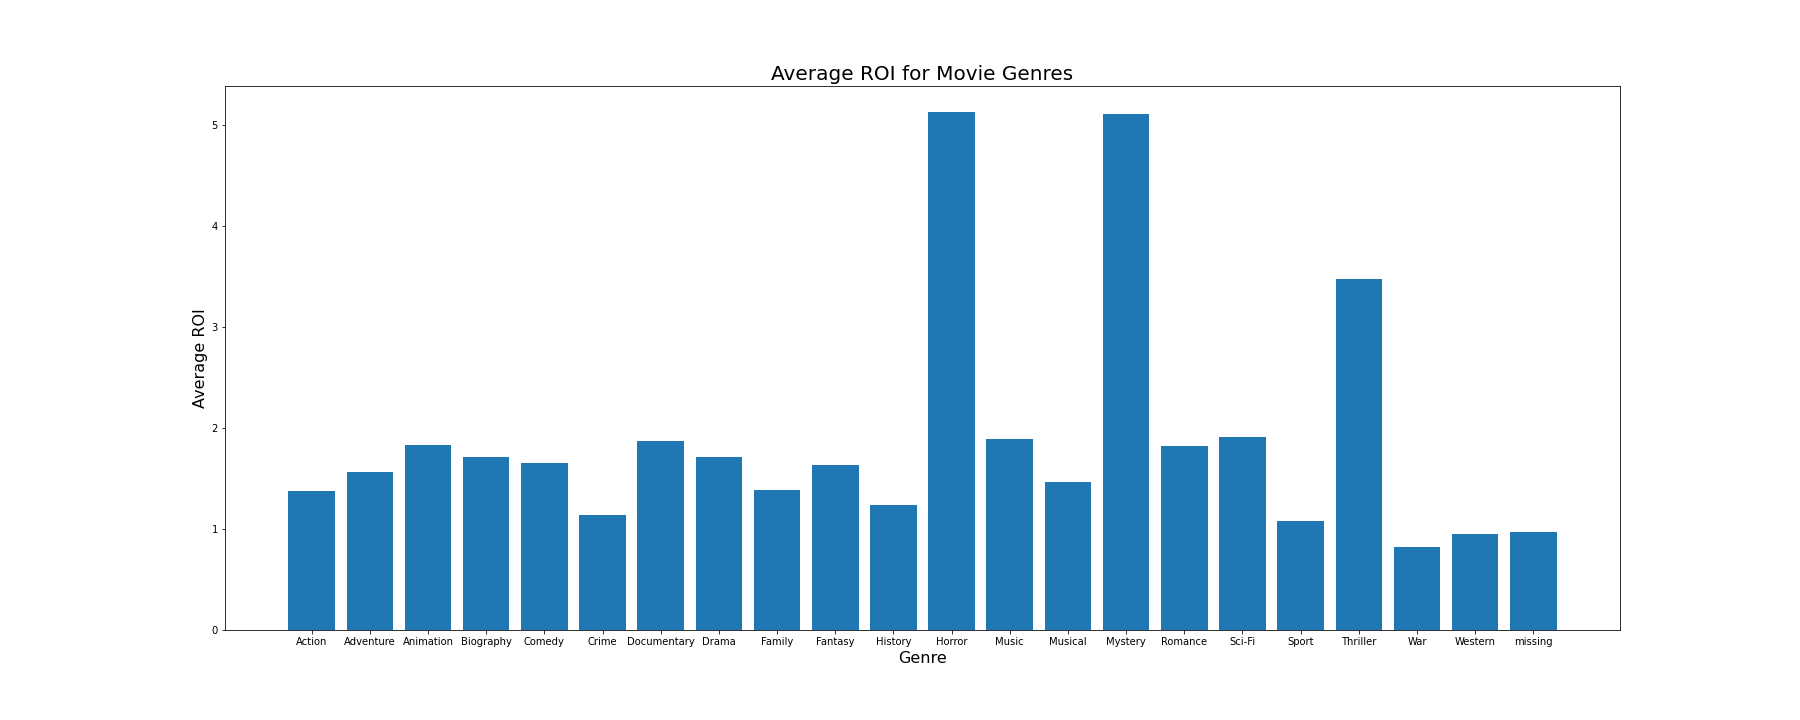 Average ROI for Movie Genres
Average ROI
5
4
3
2
1
0
Action Adventure Animation Biography Comedy Crime Documentary Drama Family Fantasy History Horror Music Musical Mystery Romance Sci-Fi Sport Thriller War Western missing
Genre